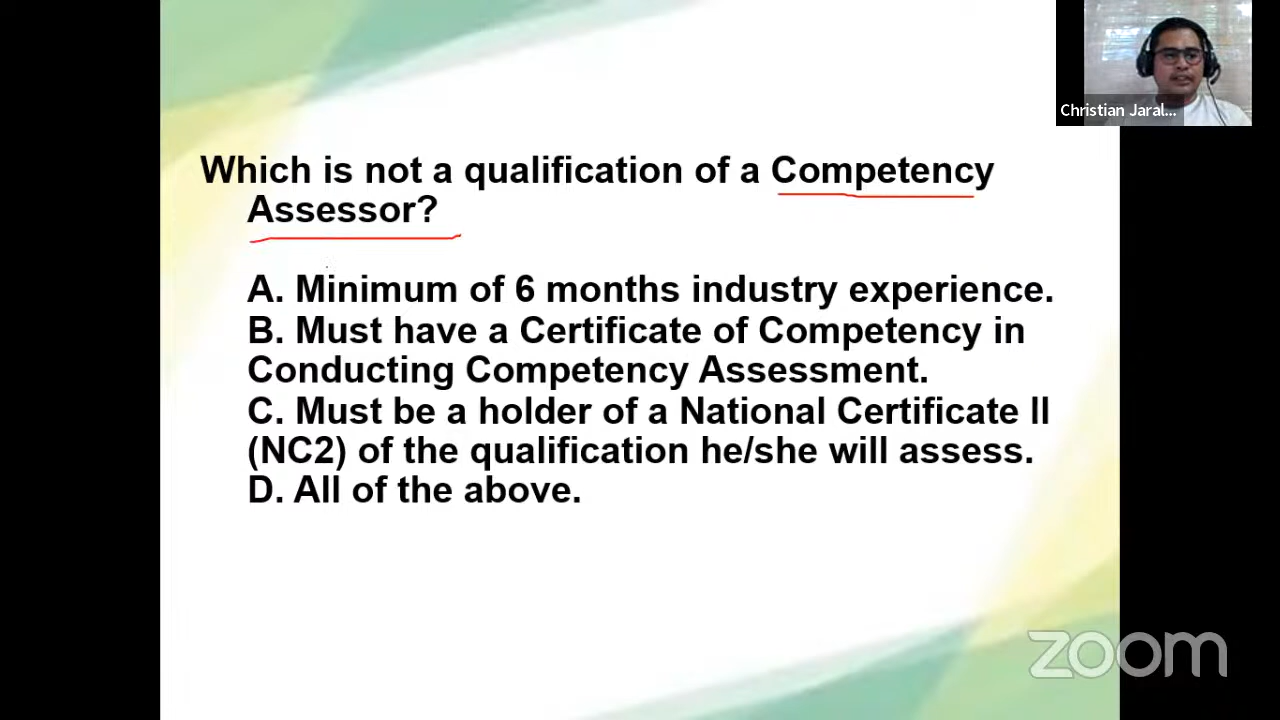 Christian Jaral...
Which is not a qualification of a Competency
Assessor?
A. Minimum of 6 months industry experience.
B. Must have a Certificate of Competency in
Conducting Competency Assessment.
C. Must be a holder of a National Certificate II
(NC2) of the qualification he/she will assess.
D. All of the above.
zoom